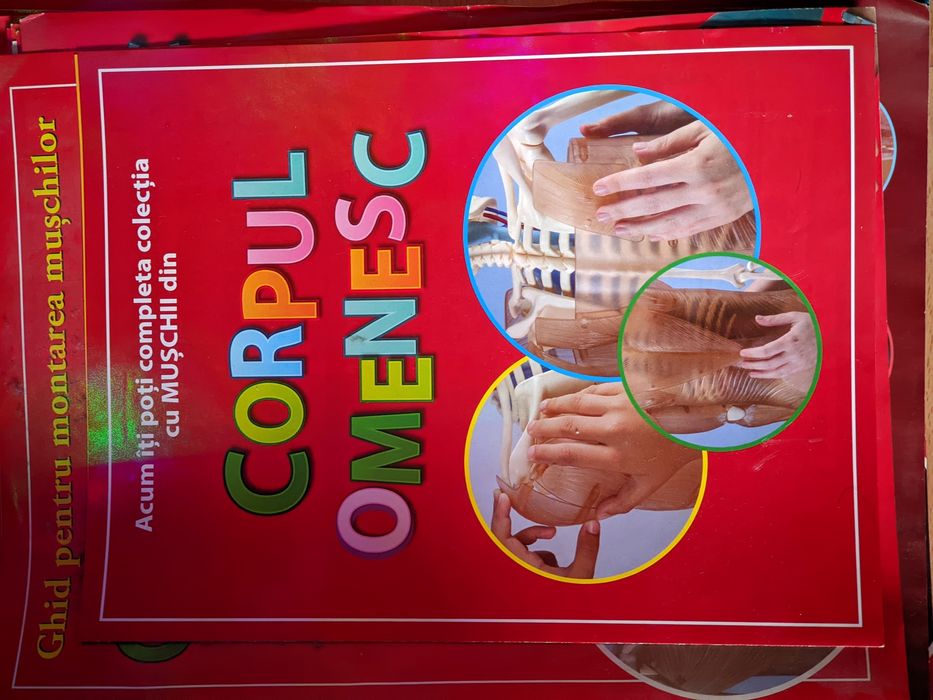 Ghid pentru montarea mușchilor
Acum îți poți completa colecția
cu MUȘCHII din
CORPUL
OMENESC